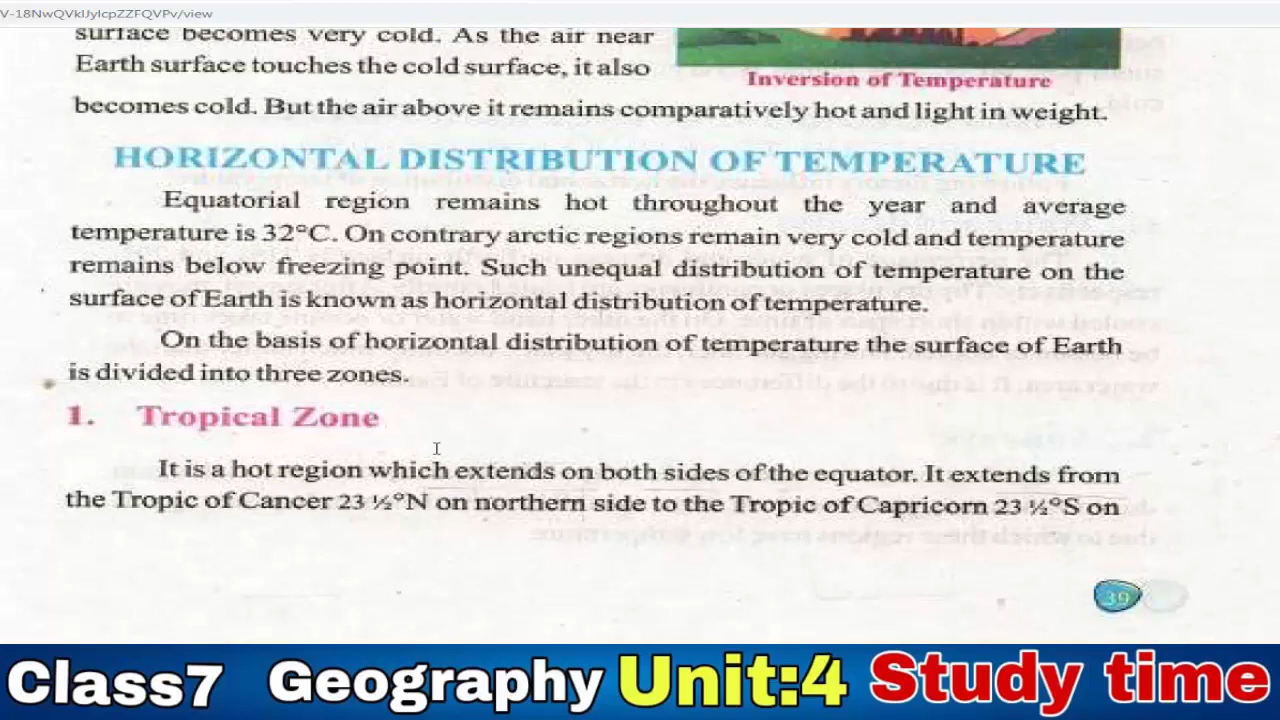 V-18NwQVkIJyIcpZZFQVPv/view
surface becomes very cold. As the air near
Earth surface touches the cold surface, it also
Inversion of Temperature
becomes cold. But the air above it remains comparatively hot and light in weight.
HORIZONTAL DISTRIBUTION OF TEMPERATURE
Equatorial region remains hot throughout the year and average
temperature is 32°C. On contrary arctic regions remain very cold and temperature
remains below freezing point. Such unequal distribution of temperature on the
surface of Earth is known as horizontal distribution of temperature.
On the basis of horizontal distribution of temperature the surface of Earth
is divided into three zones.
1. Tropical Zone
It is a hot region which extends on both sides of the equator. It extends from
the Tropic of Cancer 23 ½°N on northern side to the Tropic of Capricorn 23 ½°S on
39
Class7 Geography Unit:4 Study time